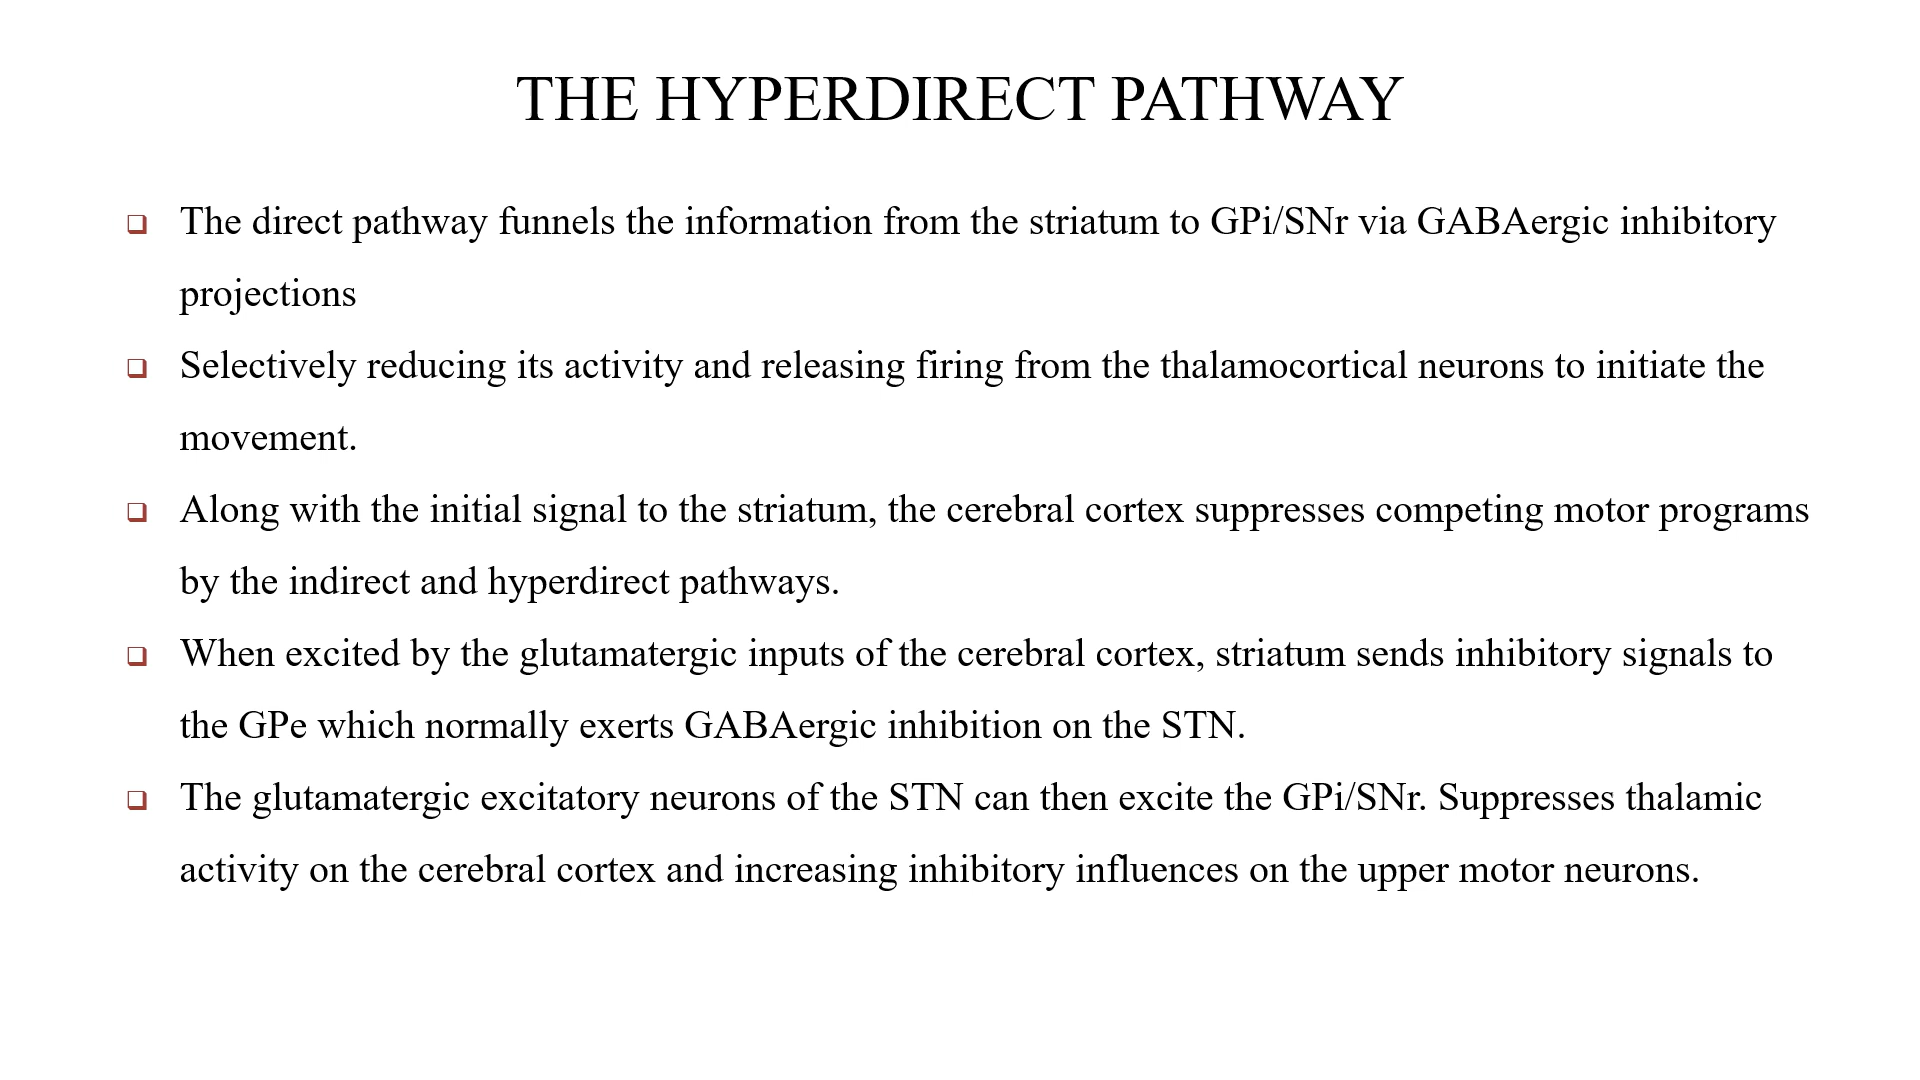 THE HYPERDIRECT PATHWAY
The direct pathway funnels the information from the striatum to GPi/SNr via GABAergic inhibitory
projections
Selectively reducing its activity and releasing firing from the thalamocortical neurons to initiate the
movement.
Along with the initial signal to the striatum, the cerebral cortex suppresses competing motor programs
by the indirect and hyperdirect pathways.
When excited by the glutamatergic inputs of the cerebral cortex, striatum sends inhibitory signals to
the GPe which normally exerts GABAergic inhibition on the STN.
The glutamatergic excitatory neurons of the STN can then excite the GPi/SNr. Suppresses thalamic
activity on the cerebral cortex and increasing inhibitory influences on the upper motor neurons.